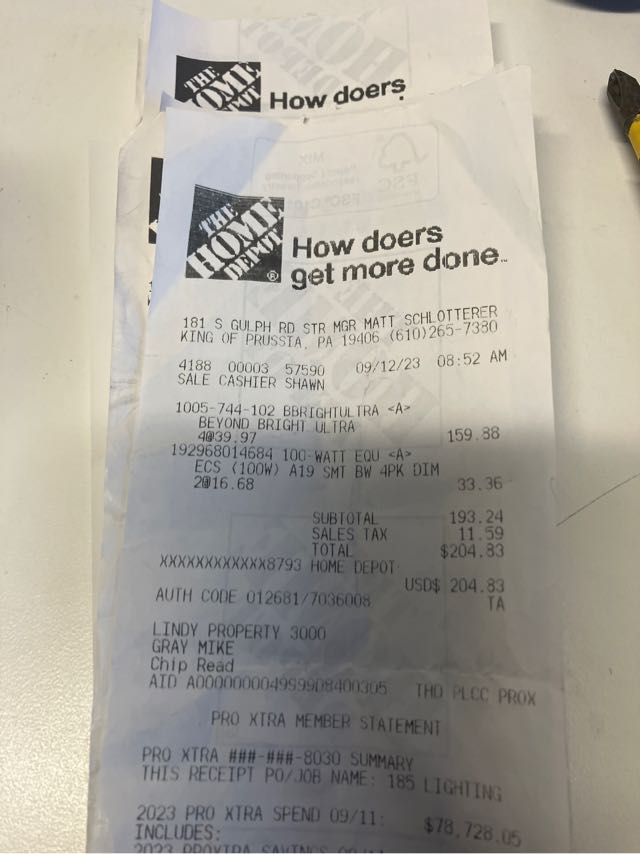 THE
HOME
DEPOT
How doers
THE
HOME
DEPOT
®
How doers
get more done™
181 S GULPH RD STR MGR MATT SCHLOTTERER
KING OF PRUSSIA, PA 19406 (610)265-7380
4188 00003 57590 09/12/23 08:52 AM
SALE CASHIER SHAWN
1005-744-102 BBRIGHTULTRA <A>
BEYOND BRIGHT ULTRA
4@39.97 159.88
192968014684 100-WATT EQU <A>
ECS (100W) A19 SMT BW 4PK DIM
2@16.68 33.36
SUBTOTAL 193.24
SALES TAX 11.59
TOTAL $204.83
XXXXXXXXXXXX8793 HOME DEPOT
USD$ 204.83
AUTH CODE 012681/7036008 TA
LINDY PROPERTY 3000
GRAY MIKE
Chip Read
AID A0000000049999D8400305 THD PLCC PROX
PRO XTRA MEMBER STATEMENT
PRO XTRA ###-###-8030 SUMMARY
THIS RECEIPT PO/JOB NAME: 185 LIGHTING
2023 PRO XTRA SPEND 09/11: $78,728.05
INCLUDES:
2023 PROXTRA SAVINGS